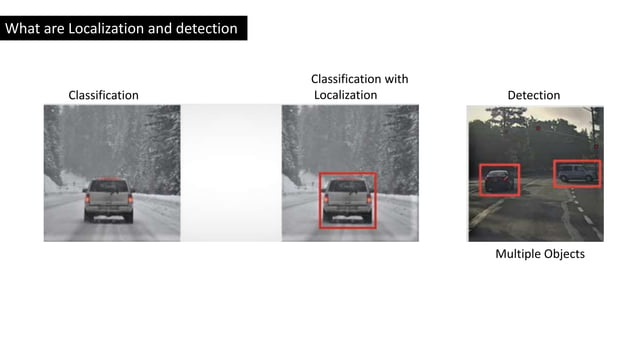 What are Localization and detection
Classification
Classification with
Localization
Detection
Multiple Objects